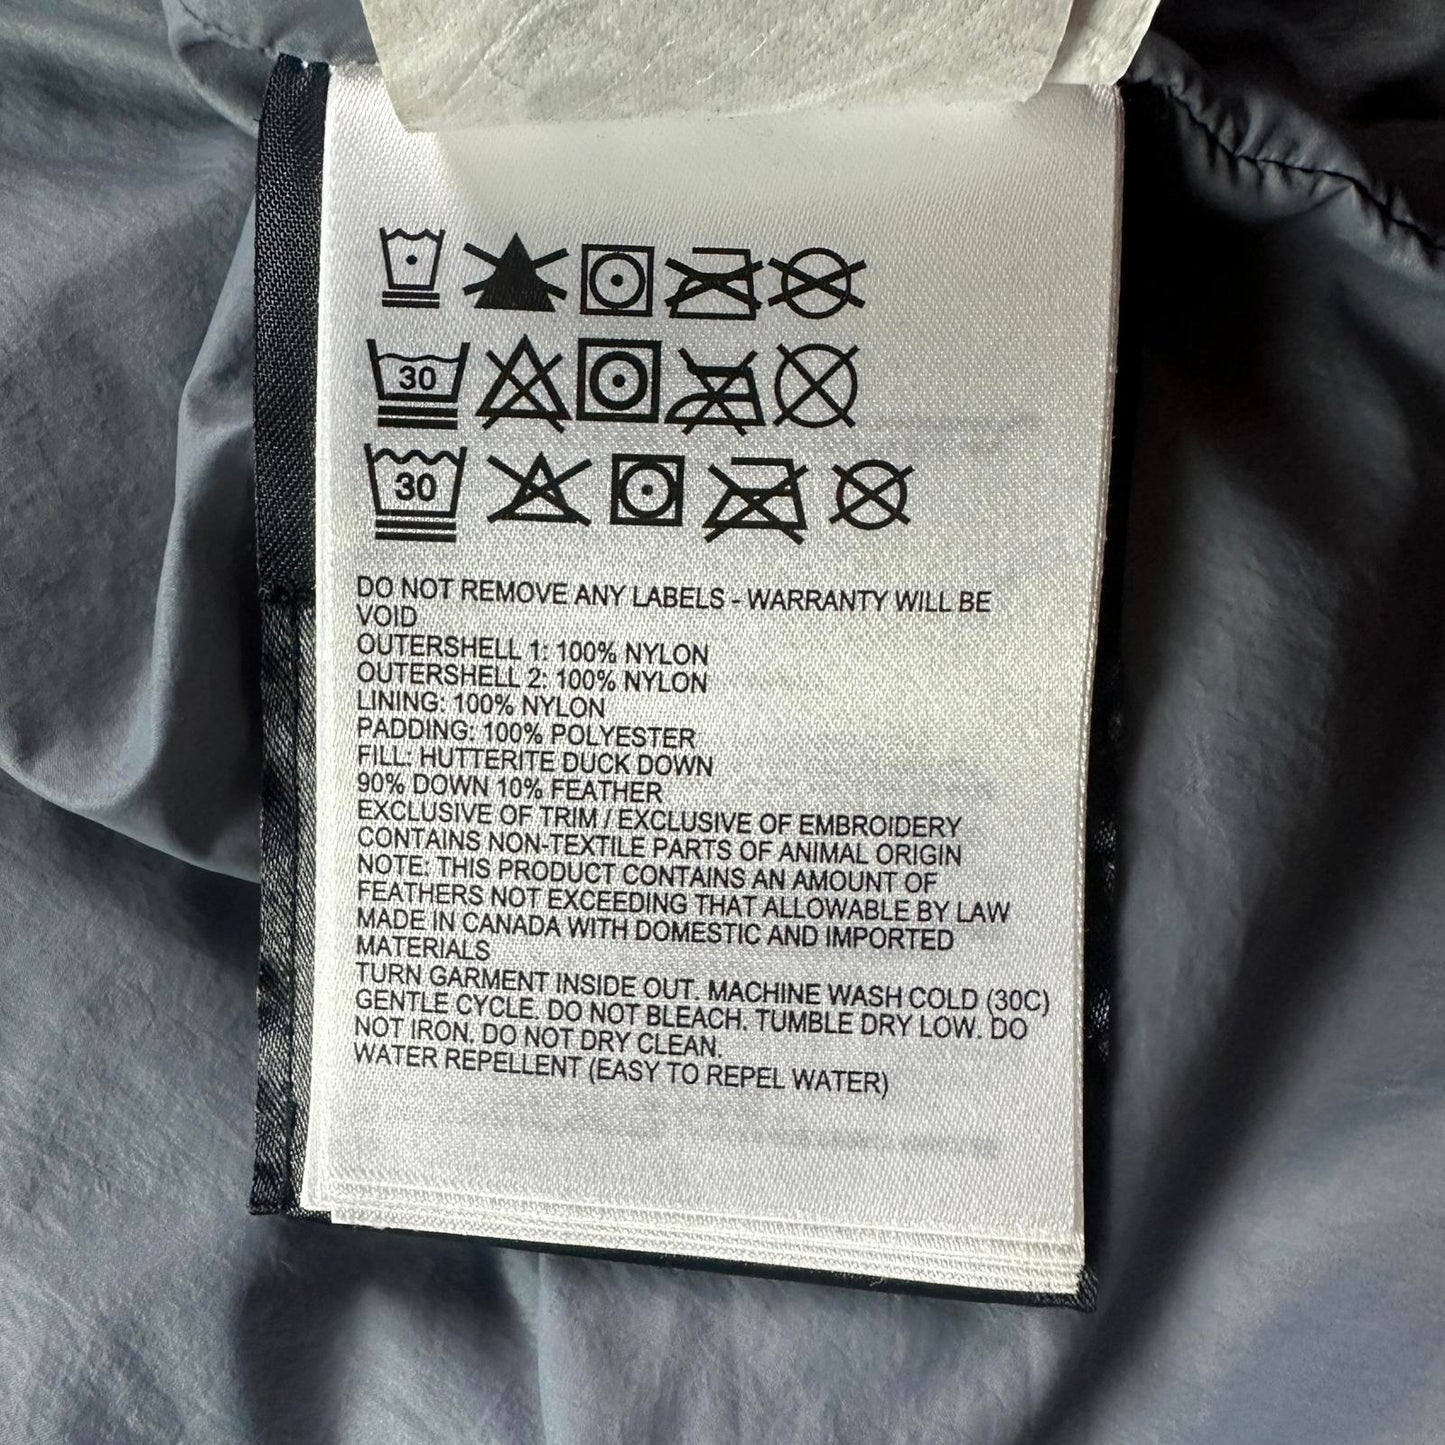 30
30
DO NOT REMOVE ANY LABELS - WARRANTY WILL BE
VOID
OUTERSHELL 1: 100% NYLON
OUTERSHELL 2: 100% NYLON
LINING: 100% NYLON
PADDING: 100% POLYESTER
FILL: HUTTERITE DUCK DOWN
90% DOWN 10% FEATHER
EXCLUSIVE OF TRIM / EXCLUSIVE OF EMBROIDERY
CONTAINS NON-TEXTILE PARTS OF ANIMAL ORIGIN
NOTE: THIS PRODUCT CONTAINS AN AMOUNT OF
FEATHERS NOT EXCEEDING THAT ALLOWABLE BY LAW
MADE IN CANADA WITH DOMESTIC AND IMPORTED
MATERIALS
TURN GARMENT INSIDE OUT. MACHINE WASH COLD (30C)
GENTLE CYCLE. DO NOT BLEACH. TUMBLE DRY LOW. DO
NOT IRON. DO NOT DRY CLEAN.
WATER REPELLENT (EASY TO REPEL WATER)